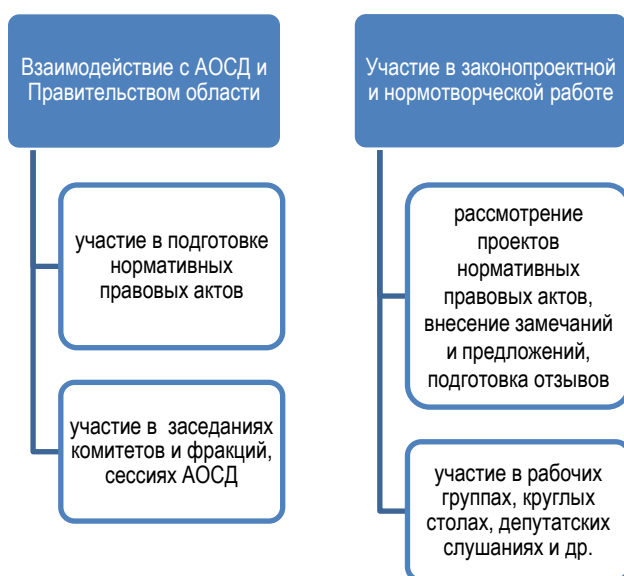 Взаимодействие с АОСД и
Правительством области
участие в подготовке
нормативных
правовых актов
участие в заседаниях
комитетов и фракций,
сессиях АОСД
Участие в законопроектной
и нормотворческой работе
рассмотрение
проектов
нормативных
правовых актов,
внесение замечаний
и предложений,
подготовка отзывов
участие в рабочих
группах, круглых
столах, депутатских
слушаниях и др.